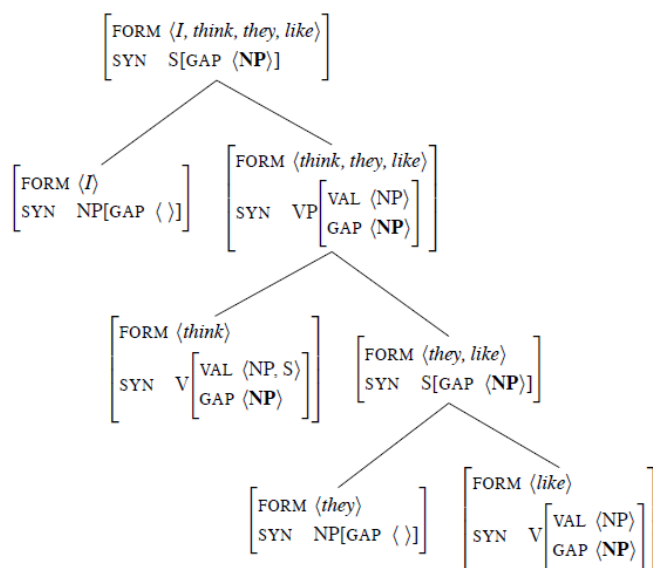 FORM ⟨I, think, they, like⟩
SYN S[GAP ⟨NP⟩]
FORM ⟨I⟩
SYN NP[GAP ⟨ ⟩]
FORM ⟨think, they, like⟩
SYN VP[VAL ⟨NP⟩
GAP ⟨NP⟩]
FORM ⟨think⟩
SYN V[VAL ⟨NP, S⟩
GAP ⟨NP⟩]
FORM ⟨they, like⟩
SYN S[GAP ⟨NP⟩]
FORM ⟨they⟩
SYN NP[GAP ⟨ ⟩]
FORM ⟨like⟩
SYN V[VAL ⟨NP⟩
GAP ⟨NP⟩]